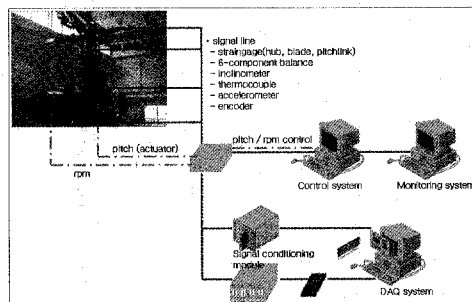 · signal line
- straingage(hub, blade, pitchlink)
- 6-component balance
- inclinometer
- thermocouple
- accelerometer
- encoder
pitch / rpm control
pitch (actuator)
rpm
Control system
Monitoring system
Signal conditioning
module
DAQ system